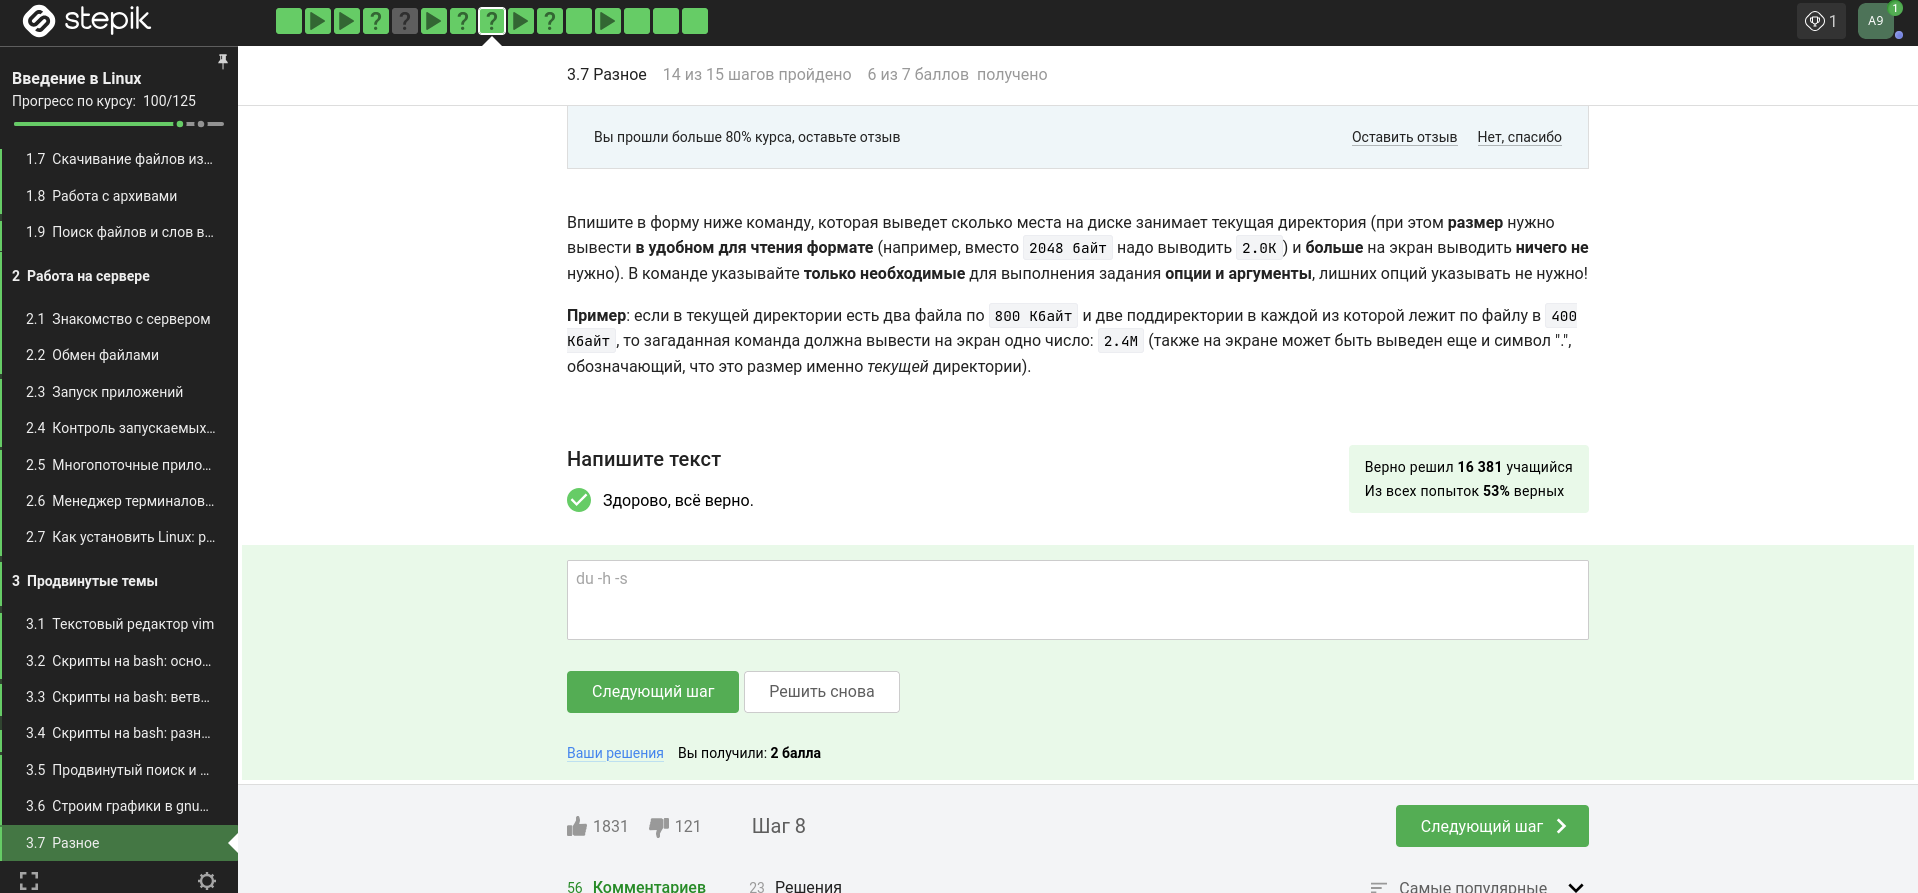 stepik
1
A9
1
Введение в Linux
Прогресс по курсу: 100/125
1.7 Скачивание файлов из...
1.8 Работа с архивами
1.9 Поиск файлов и слов в...
2 Работа на сервере
2.1 Знакомство с сервером
2.2 Обмен файлами
2.3 Запуск приложений
2.4 Контроль запускаемых...
2.5 Многопоточные прило...
2.6 Менеджер терминалов...
2.7 Как установить Linux: р...
3 Продвинутые темы
3.1 Текстовый редактор vim
3.2 Скрипты на bash: осно...
3.3 Скрипты на bash: ветв...
3.4 Скрипты на bash: разн...
3.5 Продвинутый поиск и ...
3.6 Строим графики в gnu...
3.7 Разное
3.7 Разное 14 из 15 шагов пройдено 6 из 7 баллов получено
Вы прошли больше 80% курса, оставьте отзыв Оставить отзыв Нет, спасибо
Впишите в форму ниже команду, которая выведет сколько места на диске занимает текущая директория (при этом размер нужно
вывести в удобном для чтения формате (например, вместо 2048 байт надо выводить 2.0K) и больше на экран выводить ничего не
нужно). В команде указывайте только необходимые для выполнения задания опции и аргументы, лишних опций указывать не нужно!
Пример: если в текущей директории есть два файла по 800 Кбайт и две поддиректории в каждой из которой лежит по файлу в 400
Кбайт, то загаданная команда должна вывести на экран одно число: 2.4M (также на экране может быть выведен еще и символ ".",
обозначающий, что это размер именно текущей директории).
Напишите текст
Здорово, всё верно.
Верно решил 16 381 учащийся
Из всех попыток 53% верных
du -h -s
Следующий шаг Решить снова
Ваши решения Вы получили: 2 балла
1831 121 Шаг 8 Следующий шаг
56 Комментариев 23 Решения Самые популярные